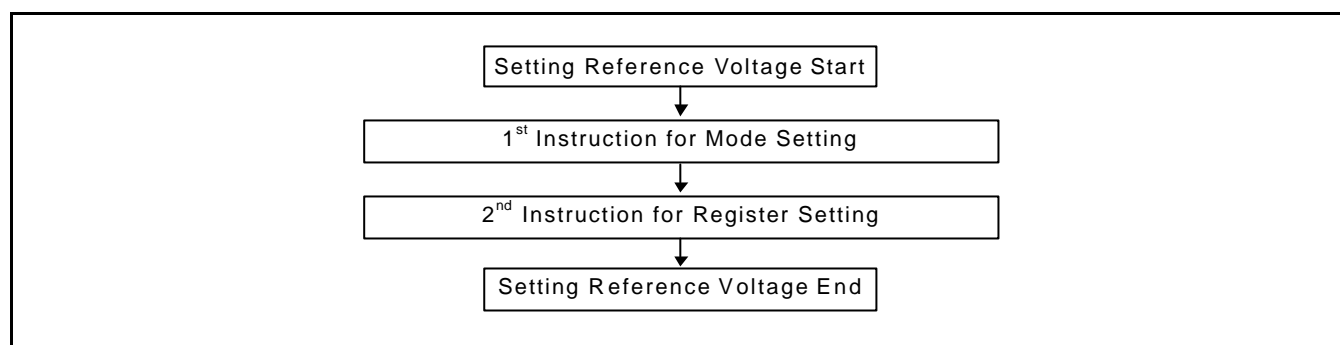 Setting Reference Voltage Start
1st Instruction for Mode Setting
2nd Instruction for Register Setting
Setting Reference Voltage End